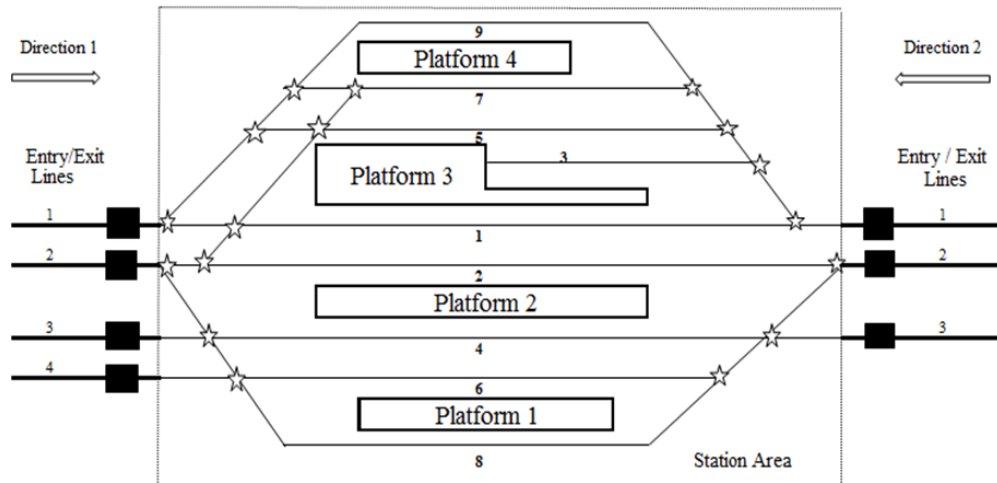 9
Direction 1
Platform 4
Direction 2
7
5
3
Entry/Exit
Lines
Platform 3
Entry / Exit
Lines
1
1
1
2
2
2
Platform 2
3
3
4
4
6
Platform 1
8
Station Area